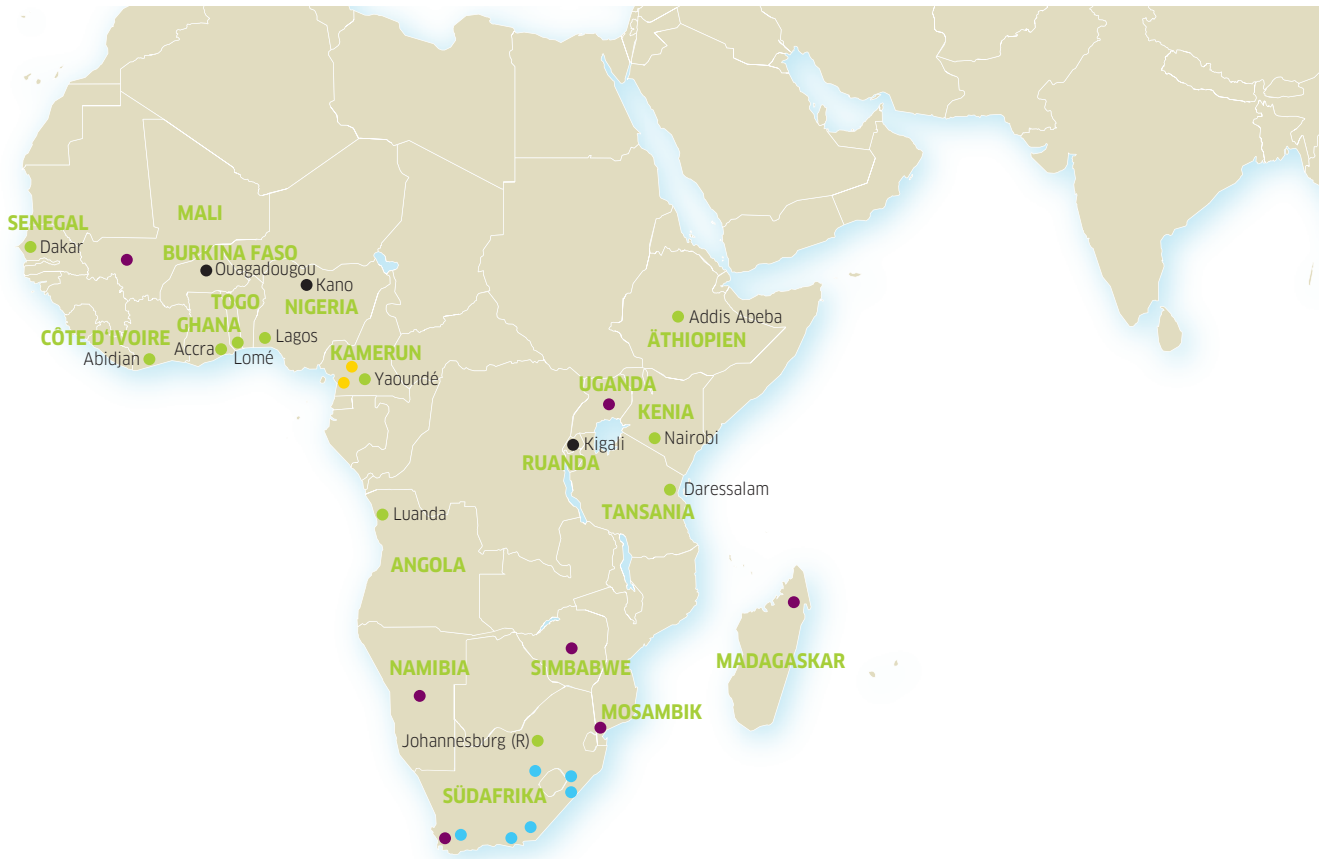 MALI
SENEGAL
Dakar
BURKINA FASO
Ouagadougou
Kano
TOGO
NIGERIA
GHANA
CÔTE D'IVOIRE
Lagos
Accra
Abidjan
Lomé
KAMERUN
Yaoundé
Addis Abeba
ÄTHIOPIEN
UGANDA
KENIA
Nairobi
Kigali
RUANDA
Daressalam
TANSANIA
Luanda
ANGOLA
NAMIBIA
SIMBABWE
MADAGASKAR
MOSAMBIK
Johannesburg (R)
SÜDAFRIKA